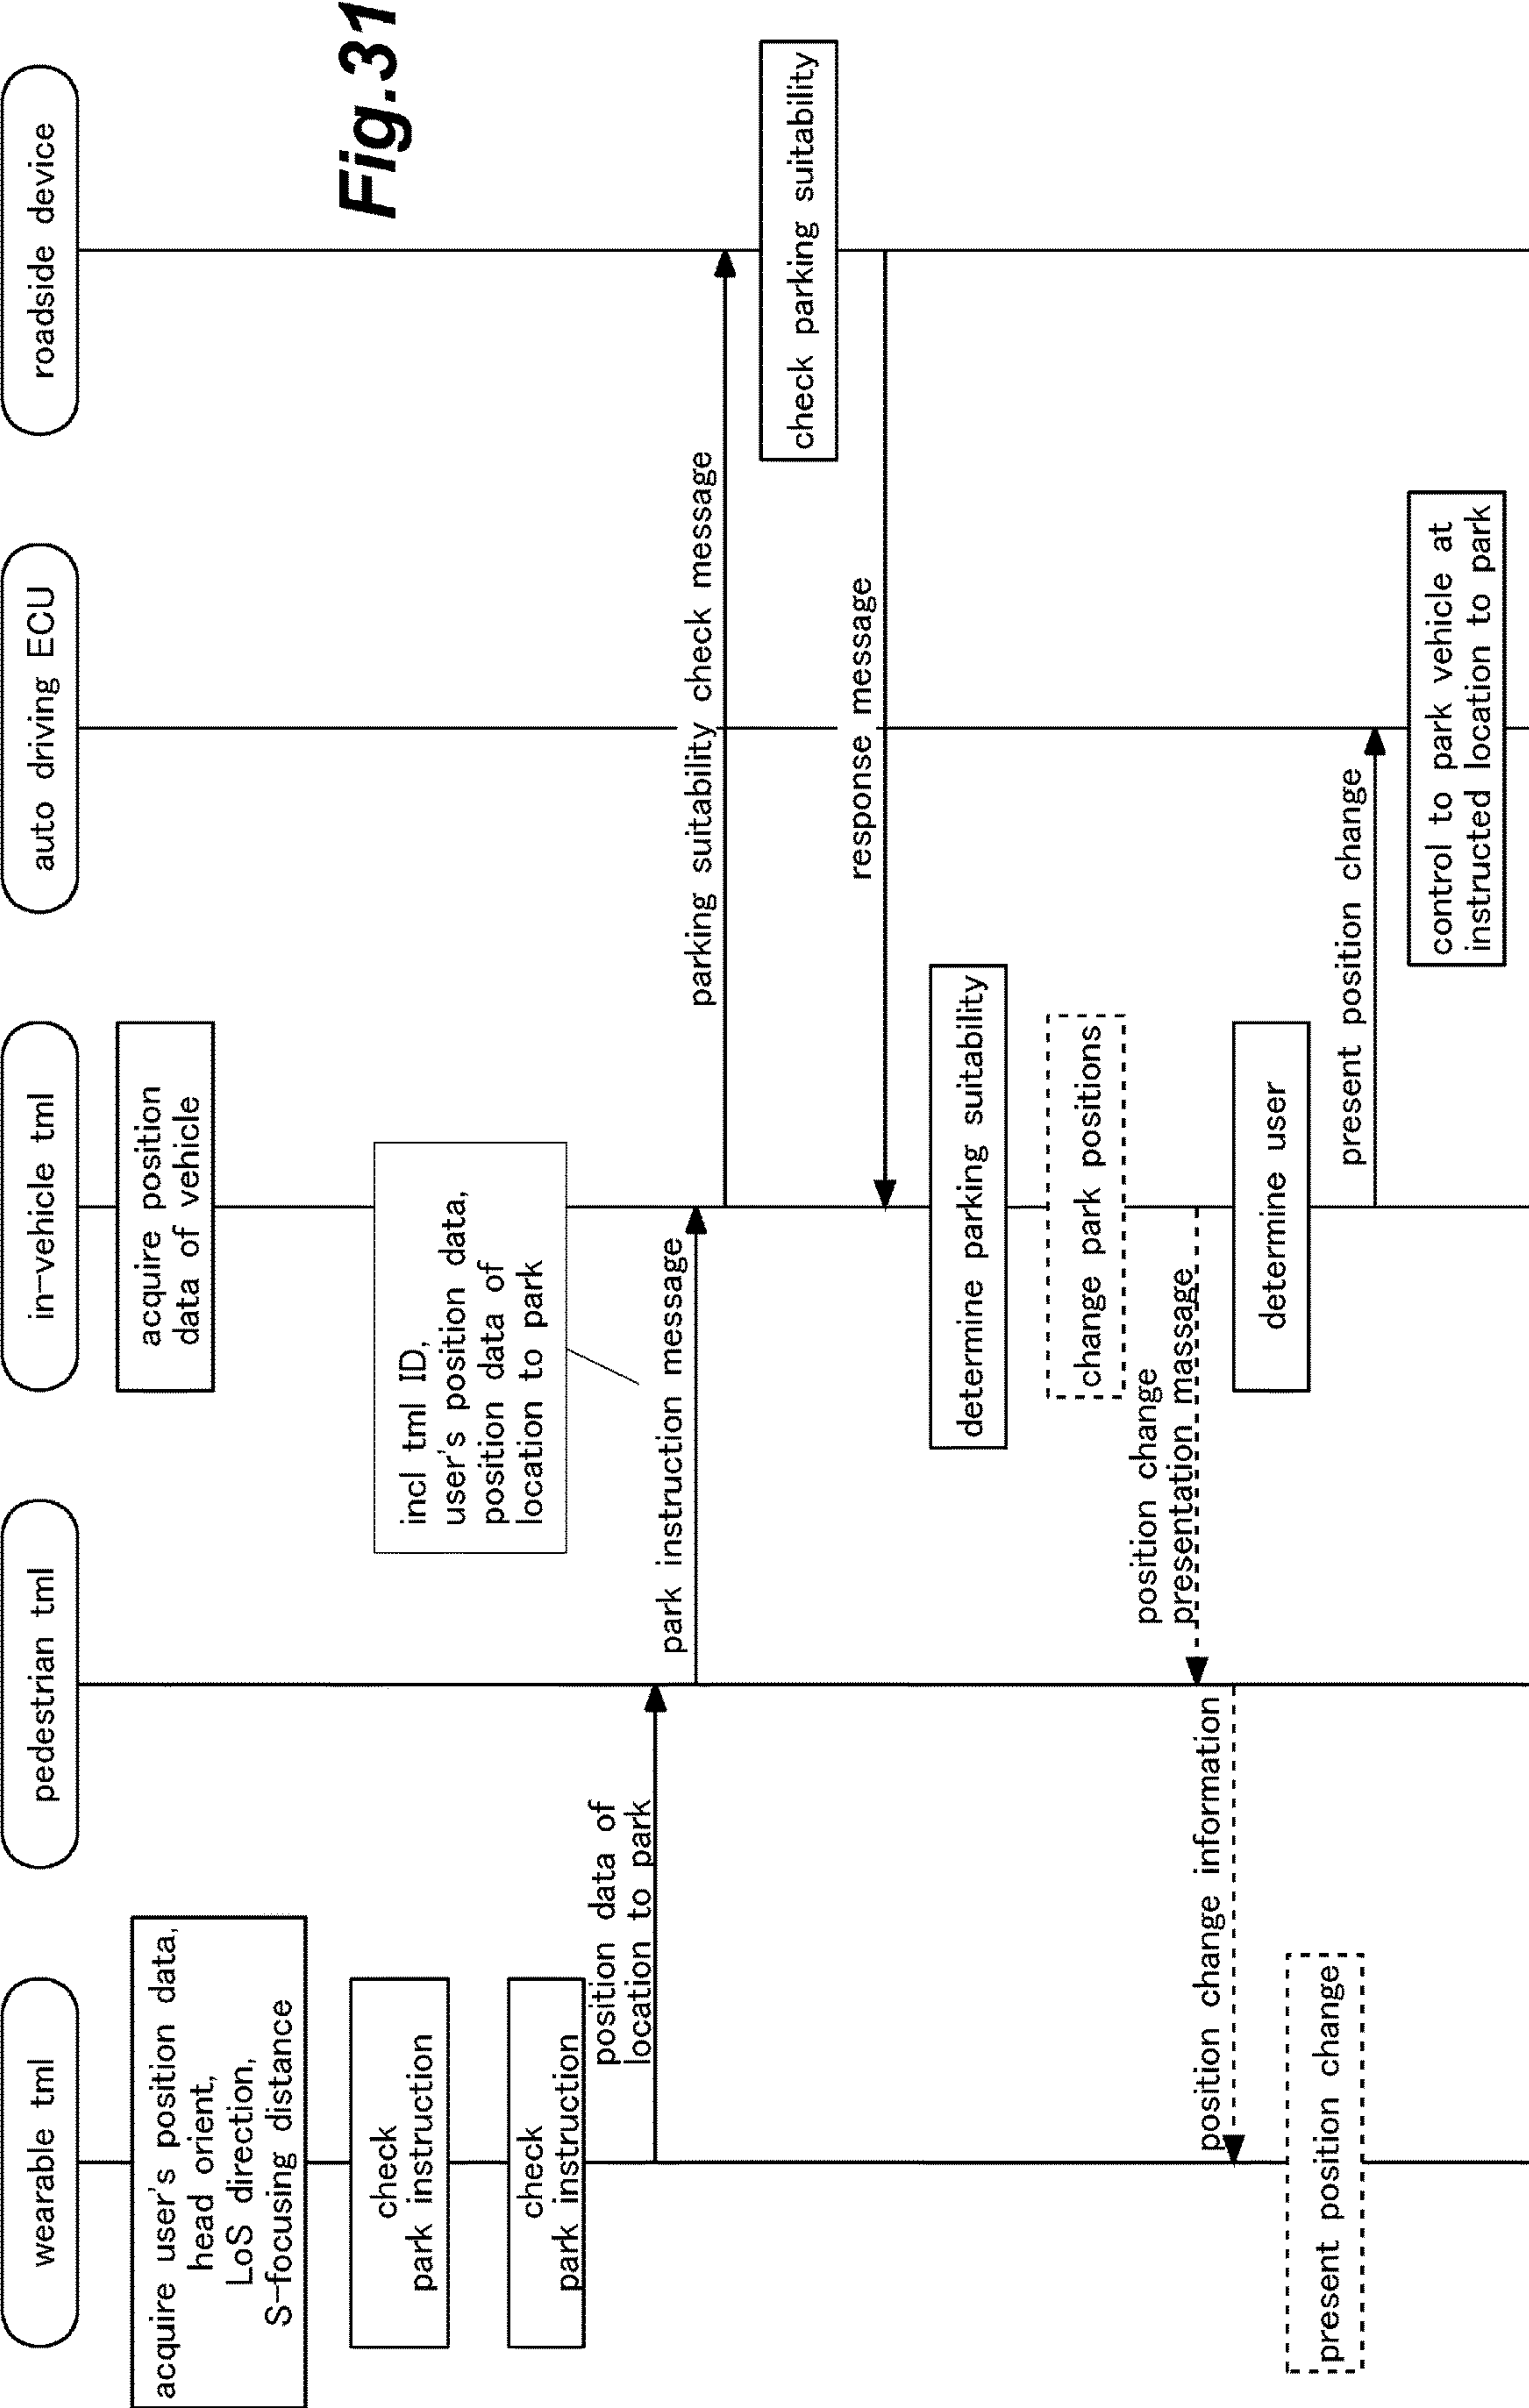 Fig.31
wearable tml
pedestrian tml
in-vehicle tml
auto driving ECU
roadside device
acquire user's position data,
head orient,
LoS direction,
S-focusing distance
acquire position
data of vehicle
check
park instruction
incl tml ID,
user's position data,
position data of
location to park
check
park instruction
position data of
location to park
park instruction message
parking suitability check message
check parking suitability
response message
determine parking suitability
change park positions
position change
presentation massage
position change information
determine user
present position change
present position change
control to park vehicle at
instructed location to park